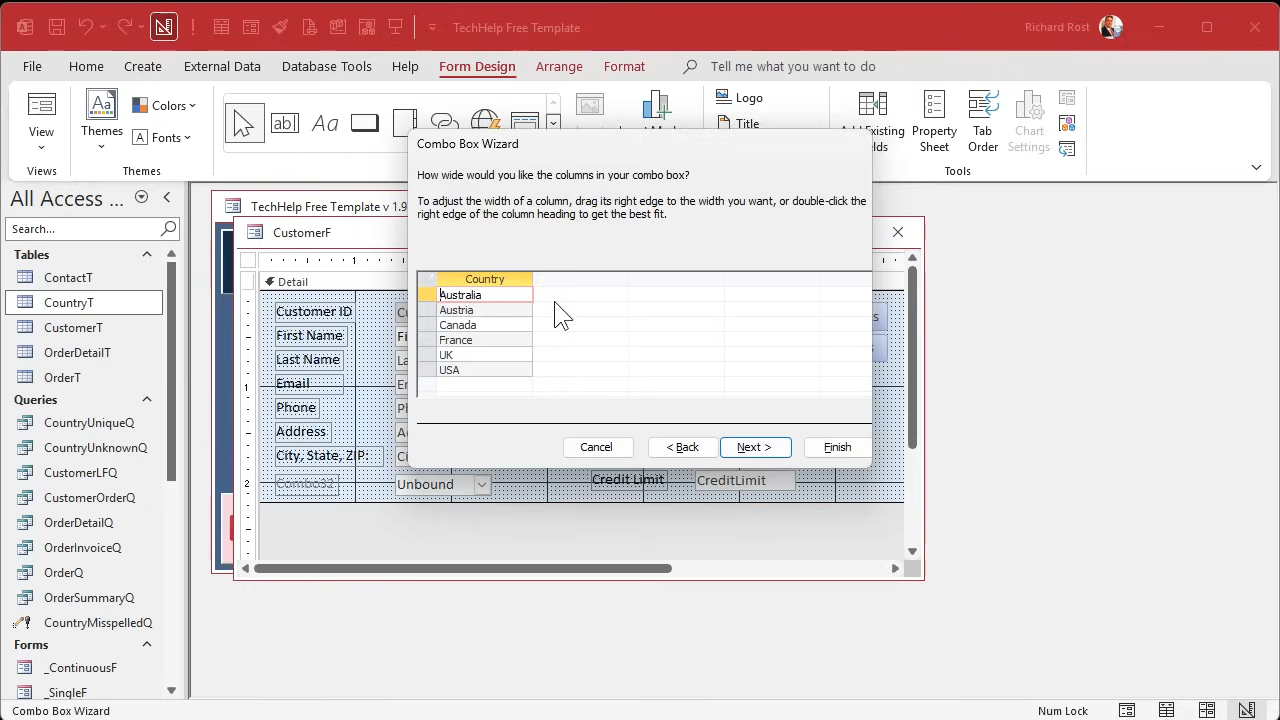 TechHelp Free Template
Richard Rost
File Home Create External Data Database Tools Help Form Design Arrange Format Tell me what you want to do
View
Views
Themes
Colors
Fonts
Themes
Aa
Logo
Title
Property Sheet
Tab Order
Chart Settings
Tools
All Access ...
Search...
Tables
ContactT
CountryT
CustomerT
OrderDetailT
OrderT
Queries
CountryUniqueQ
CountryUnknownQ
CustomerLFQ
CustomerOrderQ
OrderDetailQ
OrderInvoiceQ
OrderQ
OrderSummaryQ
CountryMisspelledQ
Forms
_ContinuousF
_SingleF
TechHelp Free Template v 1.9
CustomerF
Detail
Customer ID
First Name
Last Name
Email
Phone
Address
City, State, ZIP:
Combo32
Unbound
Credit Limit
CreditLimit
Combo Box Wizard
How wide would you like the columns in your combo box?
To adjust the width of a column, drag its right edge to the width you want, or double-click the
right edge of the column heading to get the best fit.
Country
Australia
Austria
Canada
France
UK
USA
Cancel < Back Next > Finish
Combo Box Wizard
Num Lock